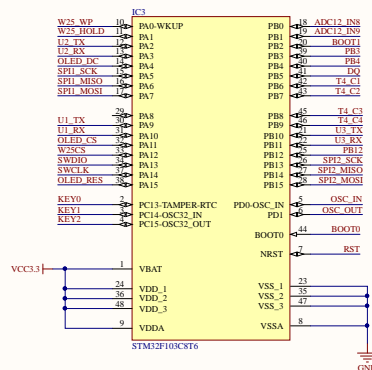 IC3
W25_WP 10 PA0-WKUP PB0 18 ADC12_IN8
W25_HOLD 11 PA1 PB1 19 ADC12_IN9
U2_TX 12 PA2 PB2 20 BOOT1
U2_RX 13 PA3 PB3 39 PB3
OLED_DC 14 PA4 PB4 40 PB4
SPI1_SCK 15 PA5 PB5 41 DQ
SPI1_MISO 16 PA6 PB6 42 T4_C1
SPI1_MOSI 17 PA7 PB7 43 T4_C2
29 PA8 PB8 45 T4_C3
U1_TX 30 PA9 PB9 46 T4_C4
U1_RX 31 PA10 PB10 21 U3_TX
OLED_CS 32 PA11 PB11 22 U3_RX
W25CS 33 PA12 PB12 25 PB12
SWDIO 34 PA13 PB13 26 SPI2_SCK
SWCLK 37 PA14 PB14 27 SPI2_MISO
OLED_RES 38 PA15 PB15 28 SPI2_MOSI
KEY0 2 PC13-TAMPER-RTC PD0-OSC_IN 5 OSC_IN
KEY1 3 PC14-OSC32_IN PD1 6 OSC_OUT
KEY2 4 PC15-OSC32_OUT
BOOT0 44 BOOT0
NRST 7 RST
VCC3.3 1 VBAT
24 VDD_1 VSS_1 23
36 VDD_2 VSS_2 35
48 VDD_3 VSS_3 47
9 VDDA VSSA 8
STM32F103C8T6
GND